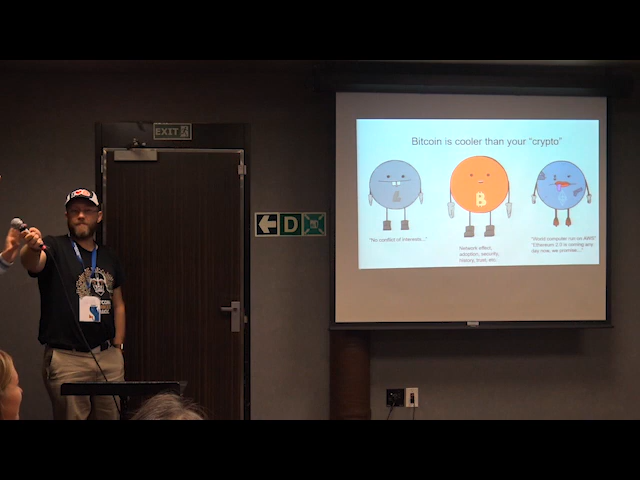 EXIT
D
Bitcoin is cooler than your "crypto"
B
"No conflict of interests..."
Network effect,
adoption, security,
history, trust, etc.
"World computer run on AWS"
"Ethereum 2.0 is coming any
day now, we promise..."